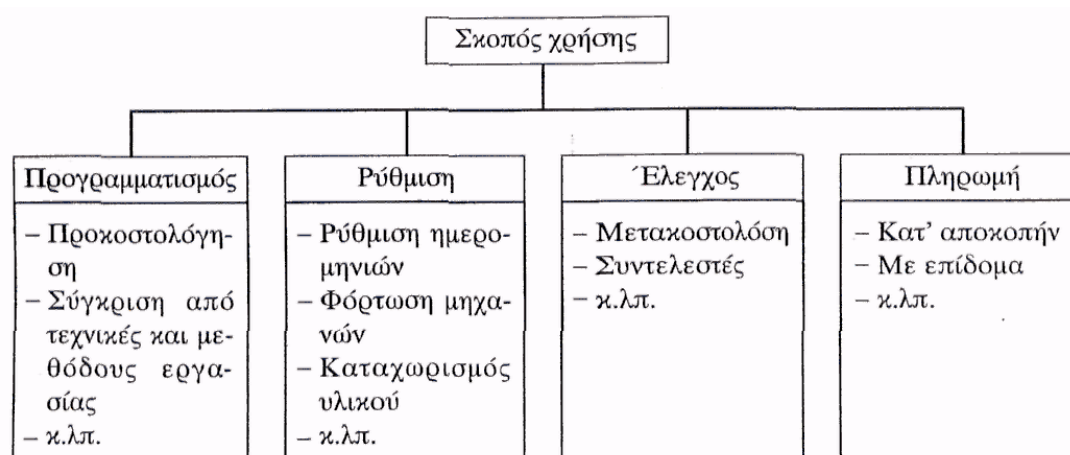 Σκοπός χρήσης
Προγραμματισμός
– Προκοστολόγη-
ση
– Σύγκριση από
τεχνικές και με-
θόδους εργα-
σίας
– κ.λπ.
Ρύθμιση
– Ρύθμιση ημερο-
μηνιών
– Φόρτωση μηχα-
νών
– Καταχωρισμός
υλικού
– κ.λπ.
Έλεγχος
– Μετακοστολόση
– Συντελεστές
– κ.λπ.
Πληρωμή
– Κατ’ αποκοπήν
– Με επίδομα
– κ.λπ.